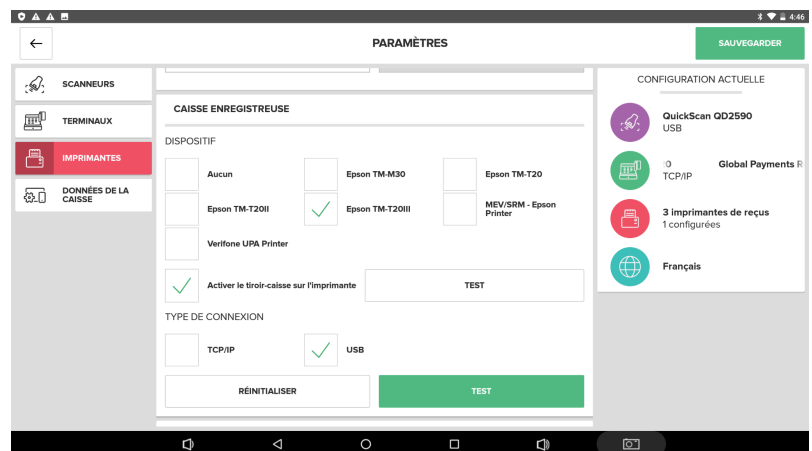 4:46
PARAMÈTRES
SAUVEGARDER
SCANNEURS
TERMINAUX
IMPRIMANTES
DONNÉES DE LA
CAISSE
CAISSE ENREGISTREUSE
DISPOSITIF
Aucun
Epson TM-M30
Epson TM-T20
Epson TM-T20II
Epson TM-T20III
MEV/SRM - Epson
Printer
Verifone UPA Printer
Activer le tiroir-caisse sur l'imprimante
TEST
TYPE DE CONNEXION
TCP/IP
USB
RÉINITIALISER
TEST
CONFIGURATION ACTUELLE
QuickScan QD2590
USB
Global Payments R
TCP/IP
3 imprimantes de reçus
1 configurées
Français